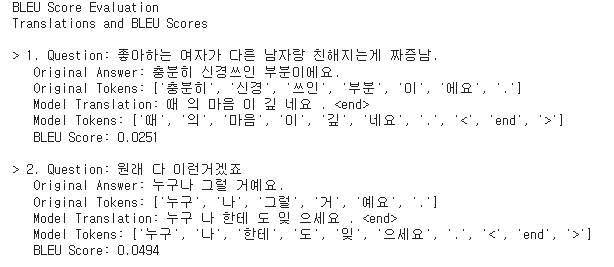 BLEU Score Evaluation
Translations and BLEU Scores
> 1. Question: 좋아하는 여자가 다른 남자랑 친해지는게 짜증남.
Original Answer: 충분히 신경쓰인 부분이에요.
Original Tokens: ['충분히', '신경', '쓰인', '부분', '이', '에요', '.']
Model Translation: 때 의 마음 이 깊 네요 . <end>
Model Tokens: ['때', '의', '마음', '이', '깊', '네요', '.', '<', 'end', '>']
BLEU Score: 0.0251
> 2. Question: 원래 다 이런거겠죠
Original Answer: 누구나 그럴 거예요.
Original Tokens: ['누구', '나', '그럴', '거', '예요', '.']
Model Translation: 누구 나 한테 도 잊 으세요 . <end>
Model Tokens: ['누구', '나', '한테', '도', '잊', '으세요', '.', '<', 'end', '>']
BLEU Score: 0.0494